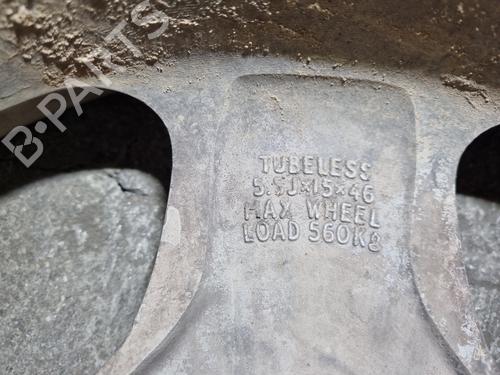 B-PARTS
TUBELESS
5.5J×15×46
MAX WHEEL
LOAD 560KG